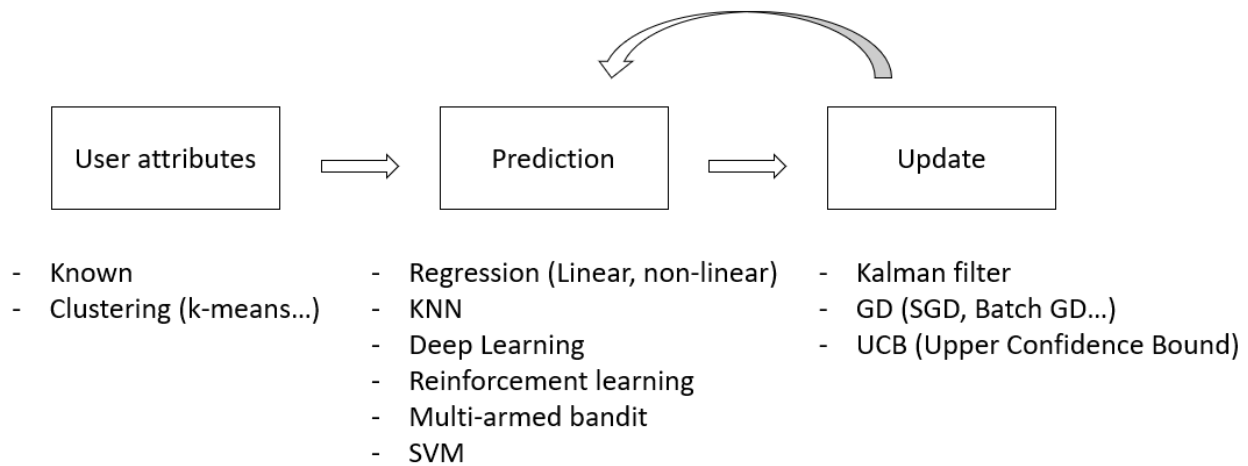 User attributes
Prediction
Update
- Known
- Clustering (k-means...)
- Regression (Linear, non-linear)
- KNN
- Deep Learning
- Reinforcement learning
- Multi-armed bandit
- SVM
- Kalman filter
- GD (SGD, Batch GD...)
- UCB (Upper Confidence Bound)